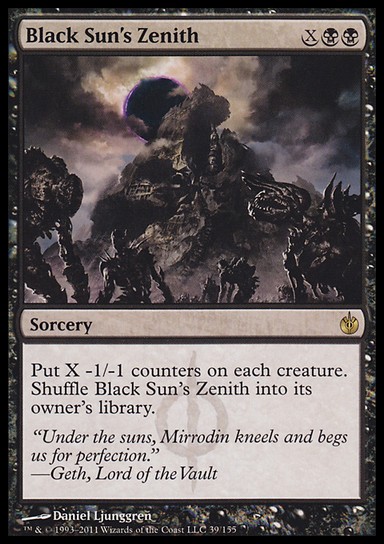 Black Sun's Zenith X
Sorcery
Put X -1/-1 counters on each creature.
Shuffle Black Sun's Zenith into its
owner's library.
“Under the suns, Mirrodin kneels and begs
us for perfection.”
—Geth, Lord of the Vault
Daniel Ljunggren
™ & © 1993-2011 Wizards of the Coast LLC 39/155